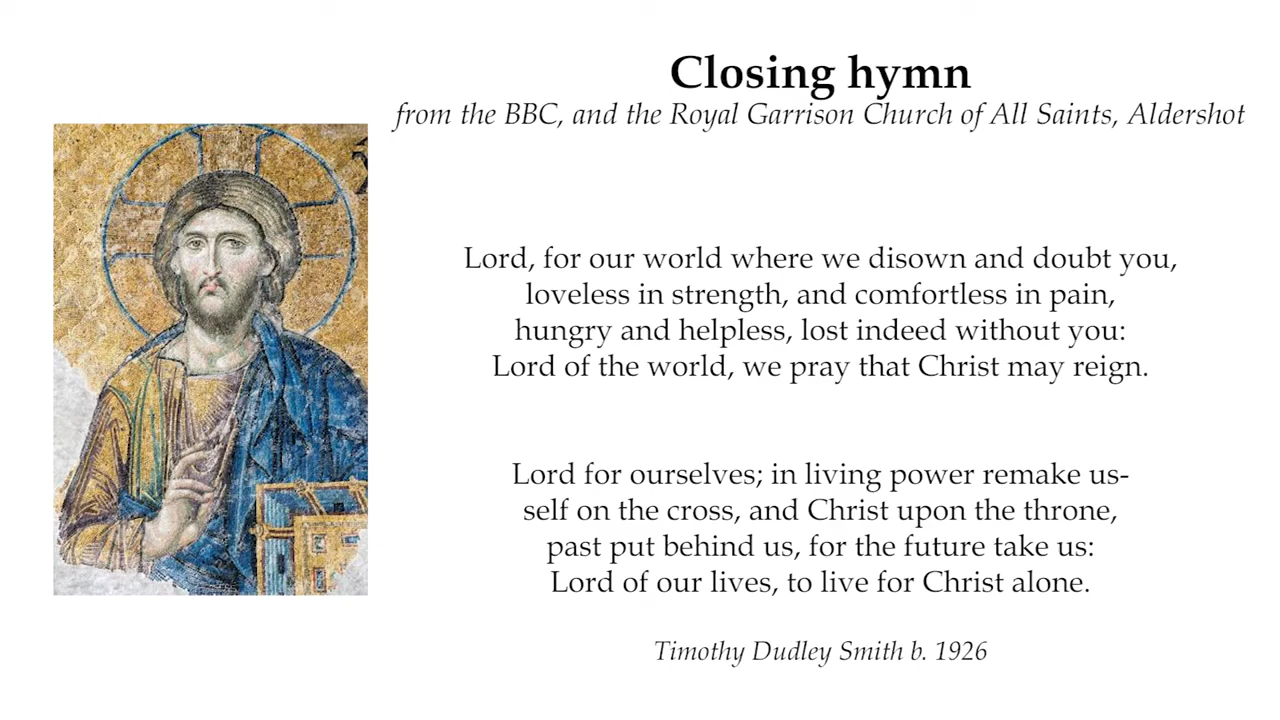 Closing hymn
from the BBC, and the Royal Garrison Church of All Saints, Aldershot
Lord, for our world where we disown and doubt you,
loveless in strength, and comfortless in pain,
hungry and helpless, lost indeed without you:
Lord of the world, we pray that Christ may reign.
Lord for ourselves; in living power remake us-
self on the cross, and Christ upon the throne,
past put behind us, for the future take us:
Lord of our lives, to live for Christ alone.
Timothy Dudley Smith b. 1926